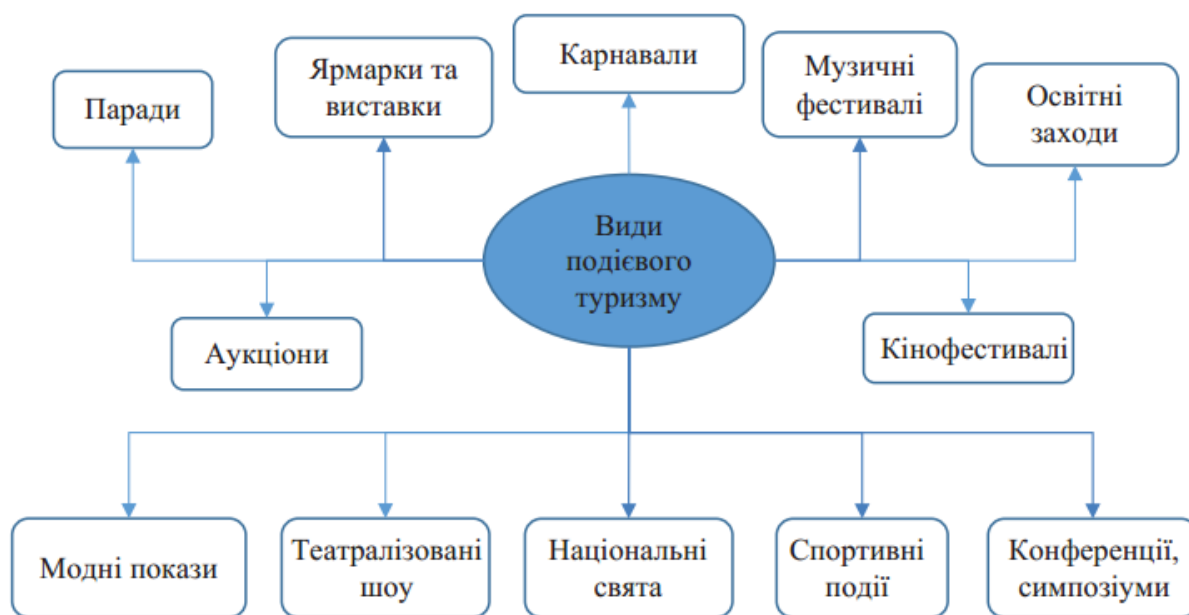 Карнавали
Ярмарки та
виставки
Музичні
фестивалі
Паради
Освітні
заходи
Види
подієвого
туризму
Аукціони
Кінофестивалі
Модні покази
Театралізовані
шоу
Національні
свята
Спортивні
події
Конференції,
симпозіуми